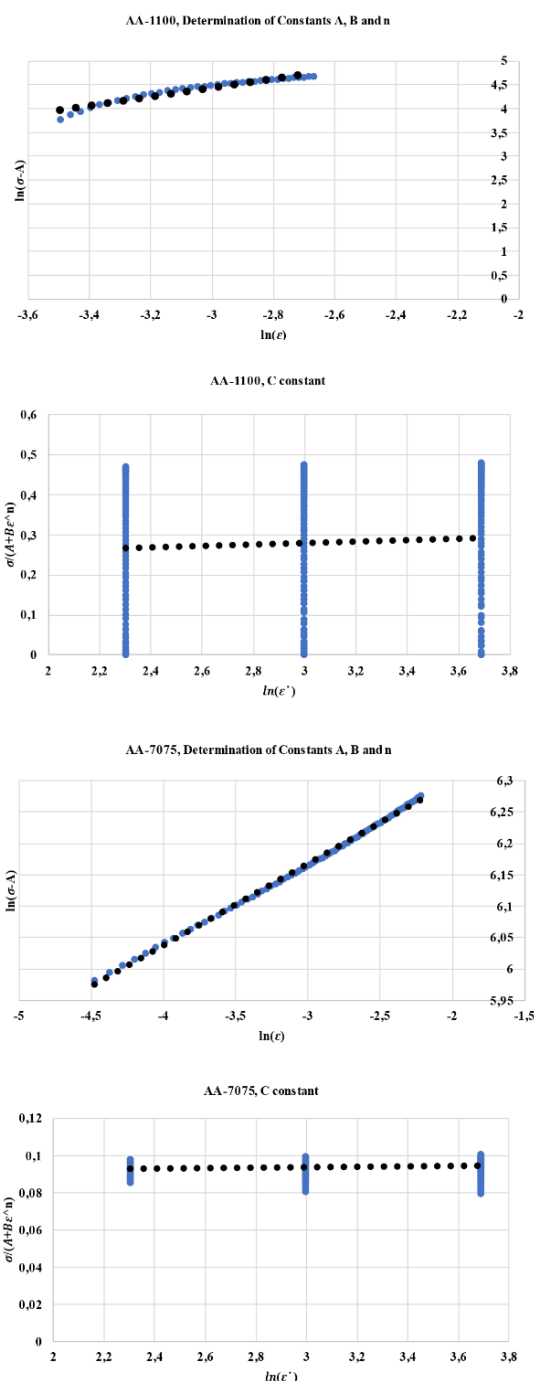 AA-1100, Determination of Constants A, B and n
5
4,5
4
3,5
3
2,5
2
1,5
1
0,5
0
ln(σ-A)
-3,6 -3,4 -3,2 -3 -2,8 -2,6 -2,4 -2,2 -2
ln(ε)
AA-1100, C constant
0,6
0,5
0,4
0,3
0,2
0,1
0
σ/(A+Bε^n)
2 2,2 2,4 2,6 2,8 3 3,2 3,4 3,6 3,8
ln(ε˙)
AA-7075, Determination of Constants A, B and n
6,3
6,25
6,2
6,15
6,1
6,05
6
5,95
ln(σ-A)
-5 -4,5 -4 -3,5 -3 -2,5 -2 -1,5
ln(ε)
AA-7075, C constant
0,12
0,1
0,08
0,06
0,04
0,02
0
σ/(A+Bε^n)
2 2,2 2,4 2,6 2,8 3 3,2 3,4 3,6 3,8
ln(ε˙)